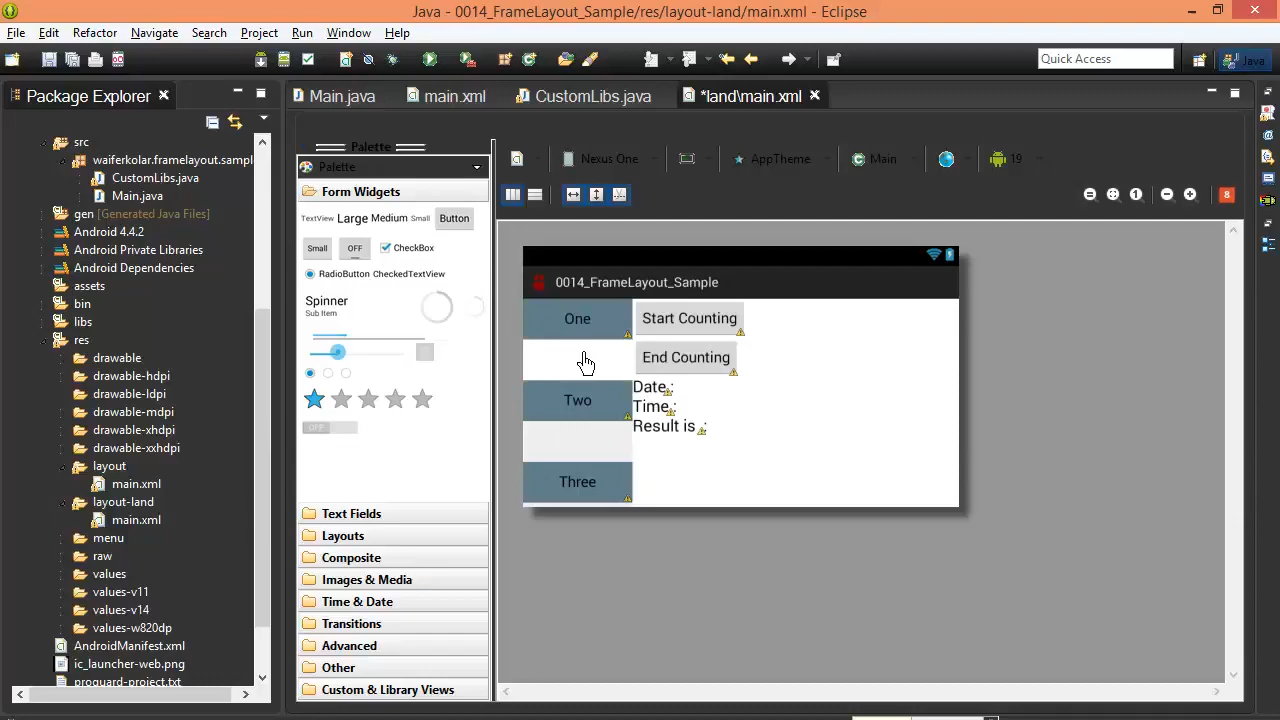 Java - 0014_FrameLayout_Sample/res/layout-land/main.xml - Eclipse
File Edit Refactor Navigate Search Project Run Window Help
Quick Access
Java
Package Explorer
Main.java
main.xml
CustomLibs.java
*land\main.xml
src
waiferkolar.framelayout.sampl
CustomLibs.java
Main.java
gen [Generated Java Files]
Android 4.4.2
Android Private Libraries
Android Dependencies
assets
bin
libs
res
drawable
drawable-hdpi
drawable-ldpi
drawable-mdpi
drawable-xhdpi
drawable-xxhdpi
layout
main.xml
layout-land
main.xml
menu
raw
values
values-v11
values-v14
values-w820dp
AndroidManifest.xml
ic_launcher-web.png
proguard-project.txt
Palette
Palette
Form Widgets
TextView Large Medium Small Button
Small OFF CheckBox
RadioButton CheckedTextView
Spinner
Sub Item
OFF
Text Fields
Layouts
Composite
Images & Media
Time & Date
Transitions
Advanced
Other
Custom & Library Views
Nexus One
AppTheme
Main
19
1
8
0014_FrameLayout_Sample
One
Start Counting
End Counting
Two
Date :
Time :
Result is :
Three